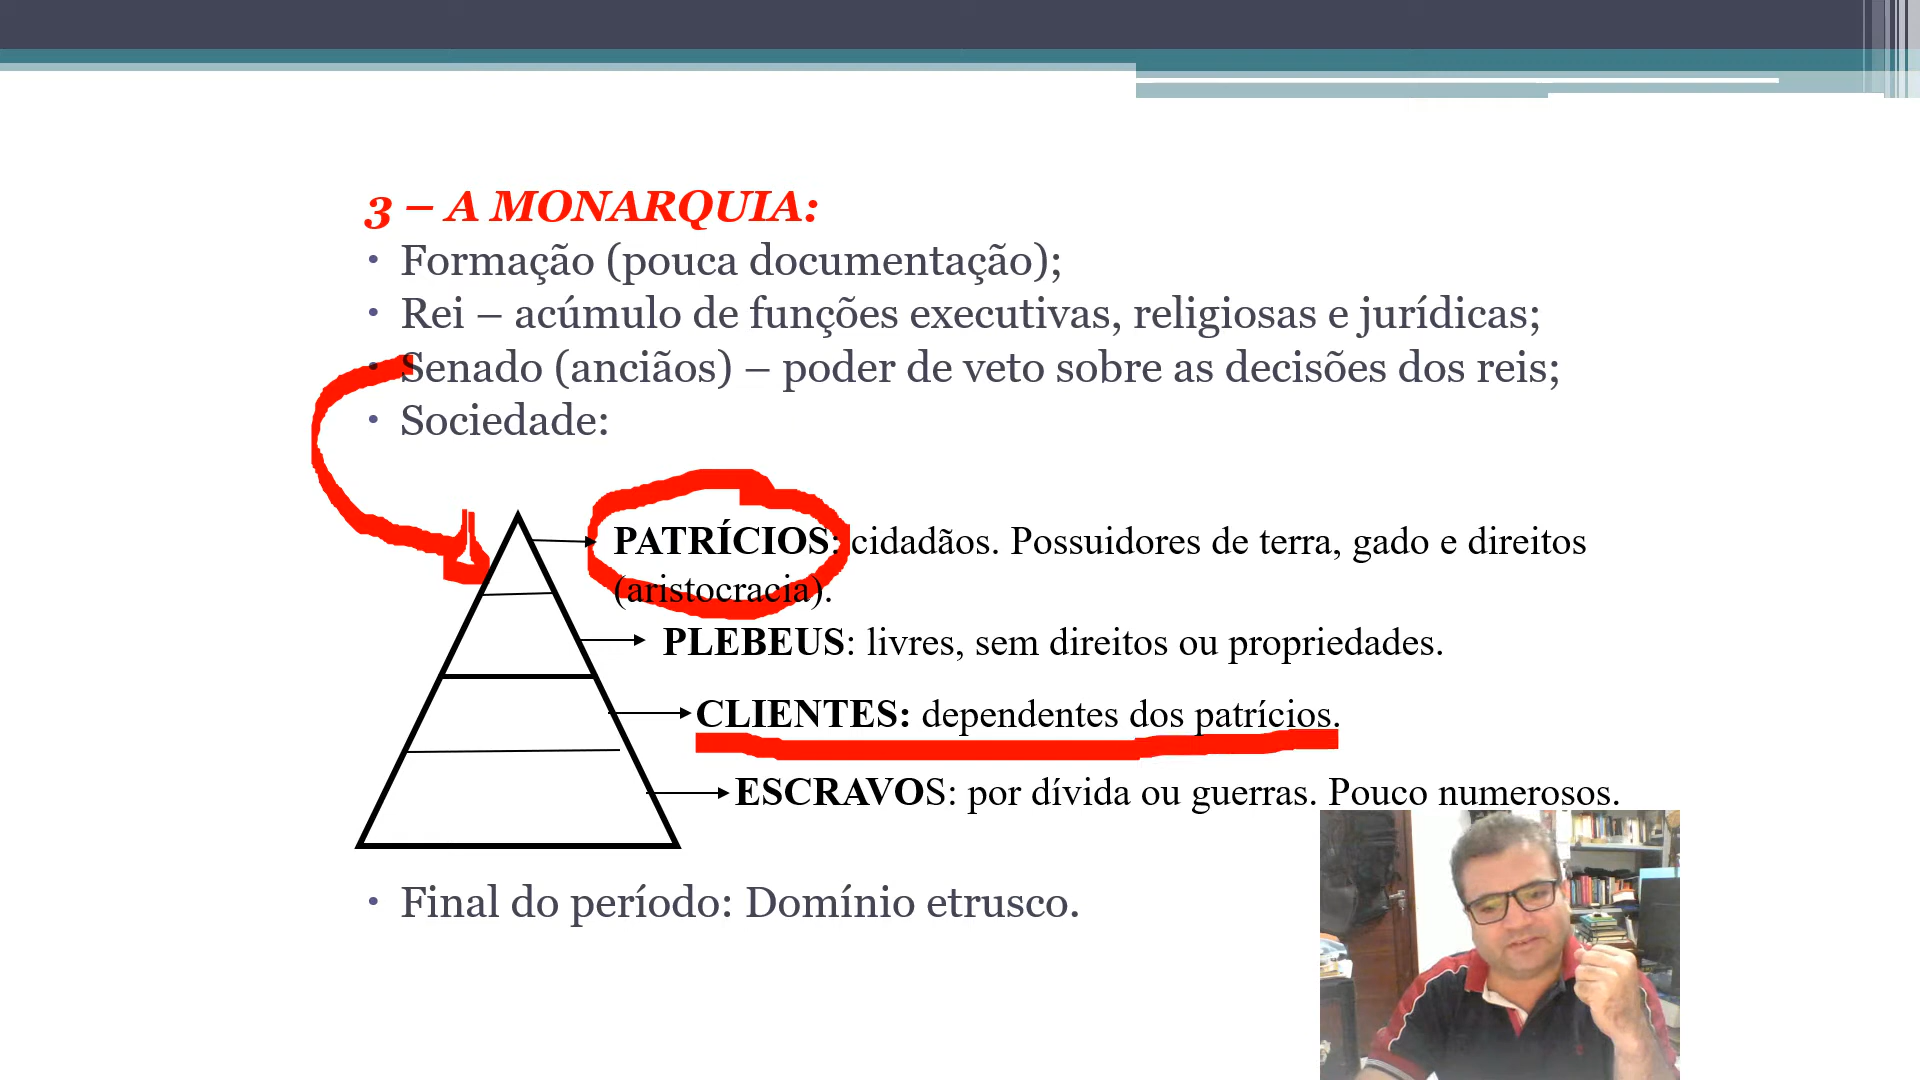 3 – A MONARQUIA:
• Formação (pouca documentação);
• Rei – acúmulo de funções executivas, religiosas e jurídicas;
• Senado (anciãos) – poder de veto sobre as decisões dos reis;
• Sociedade:
PATRÍCIOS: cidadãos. Possuidores de terra, gado e direitos
(aristocracia).
PLEBEUS: livres, sem direitos ou propriedades.
CLIENTES: dependentes dos patrícios.
ESCRAVOS: por dívida ou guerras. Pouco numerosos.
• Final do período: Domínio etrusco.